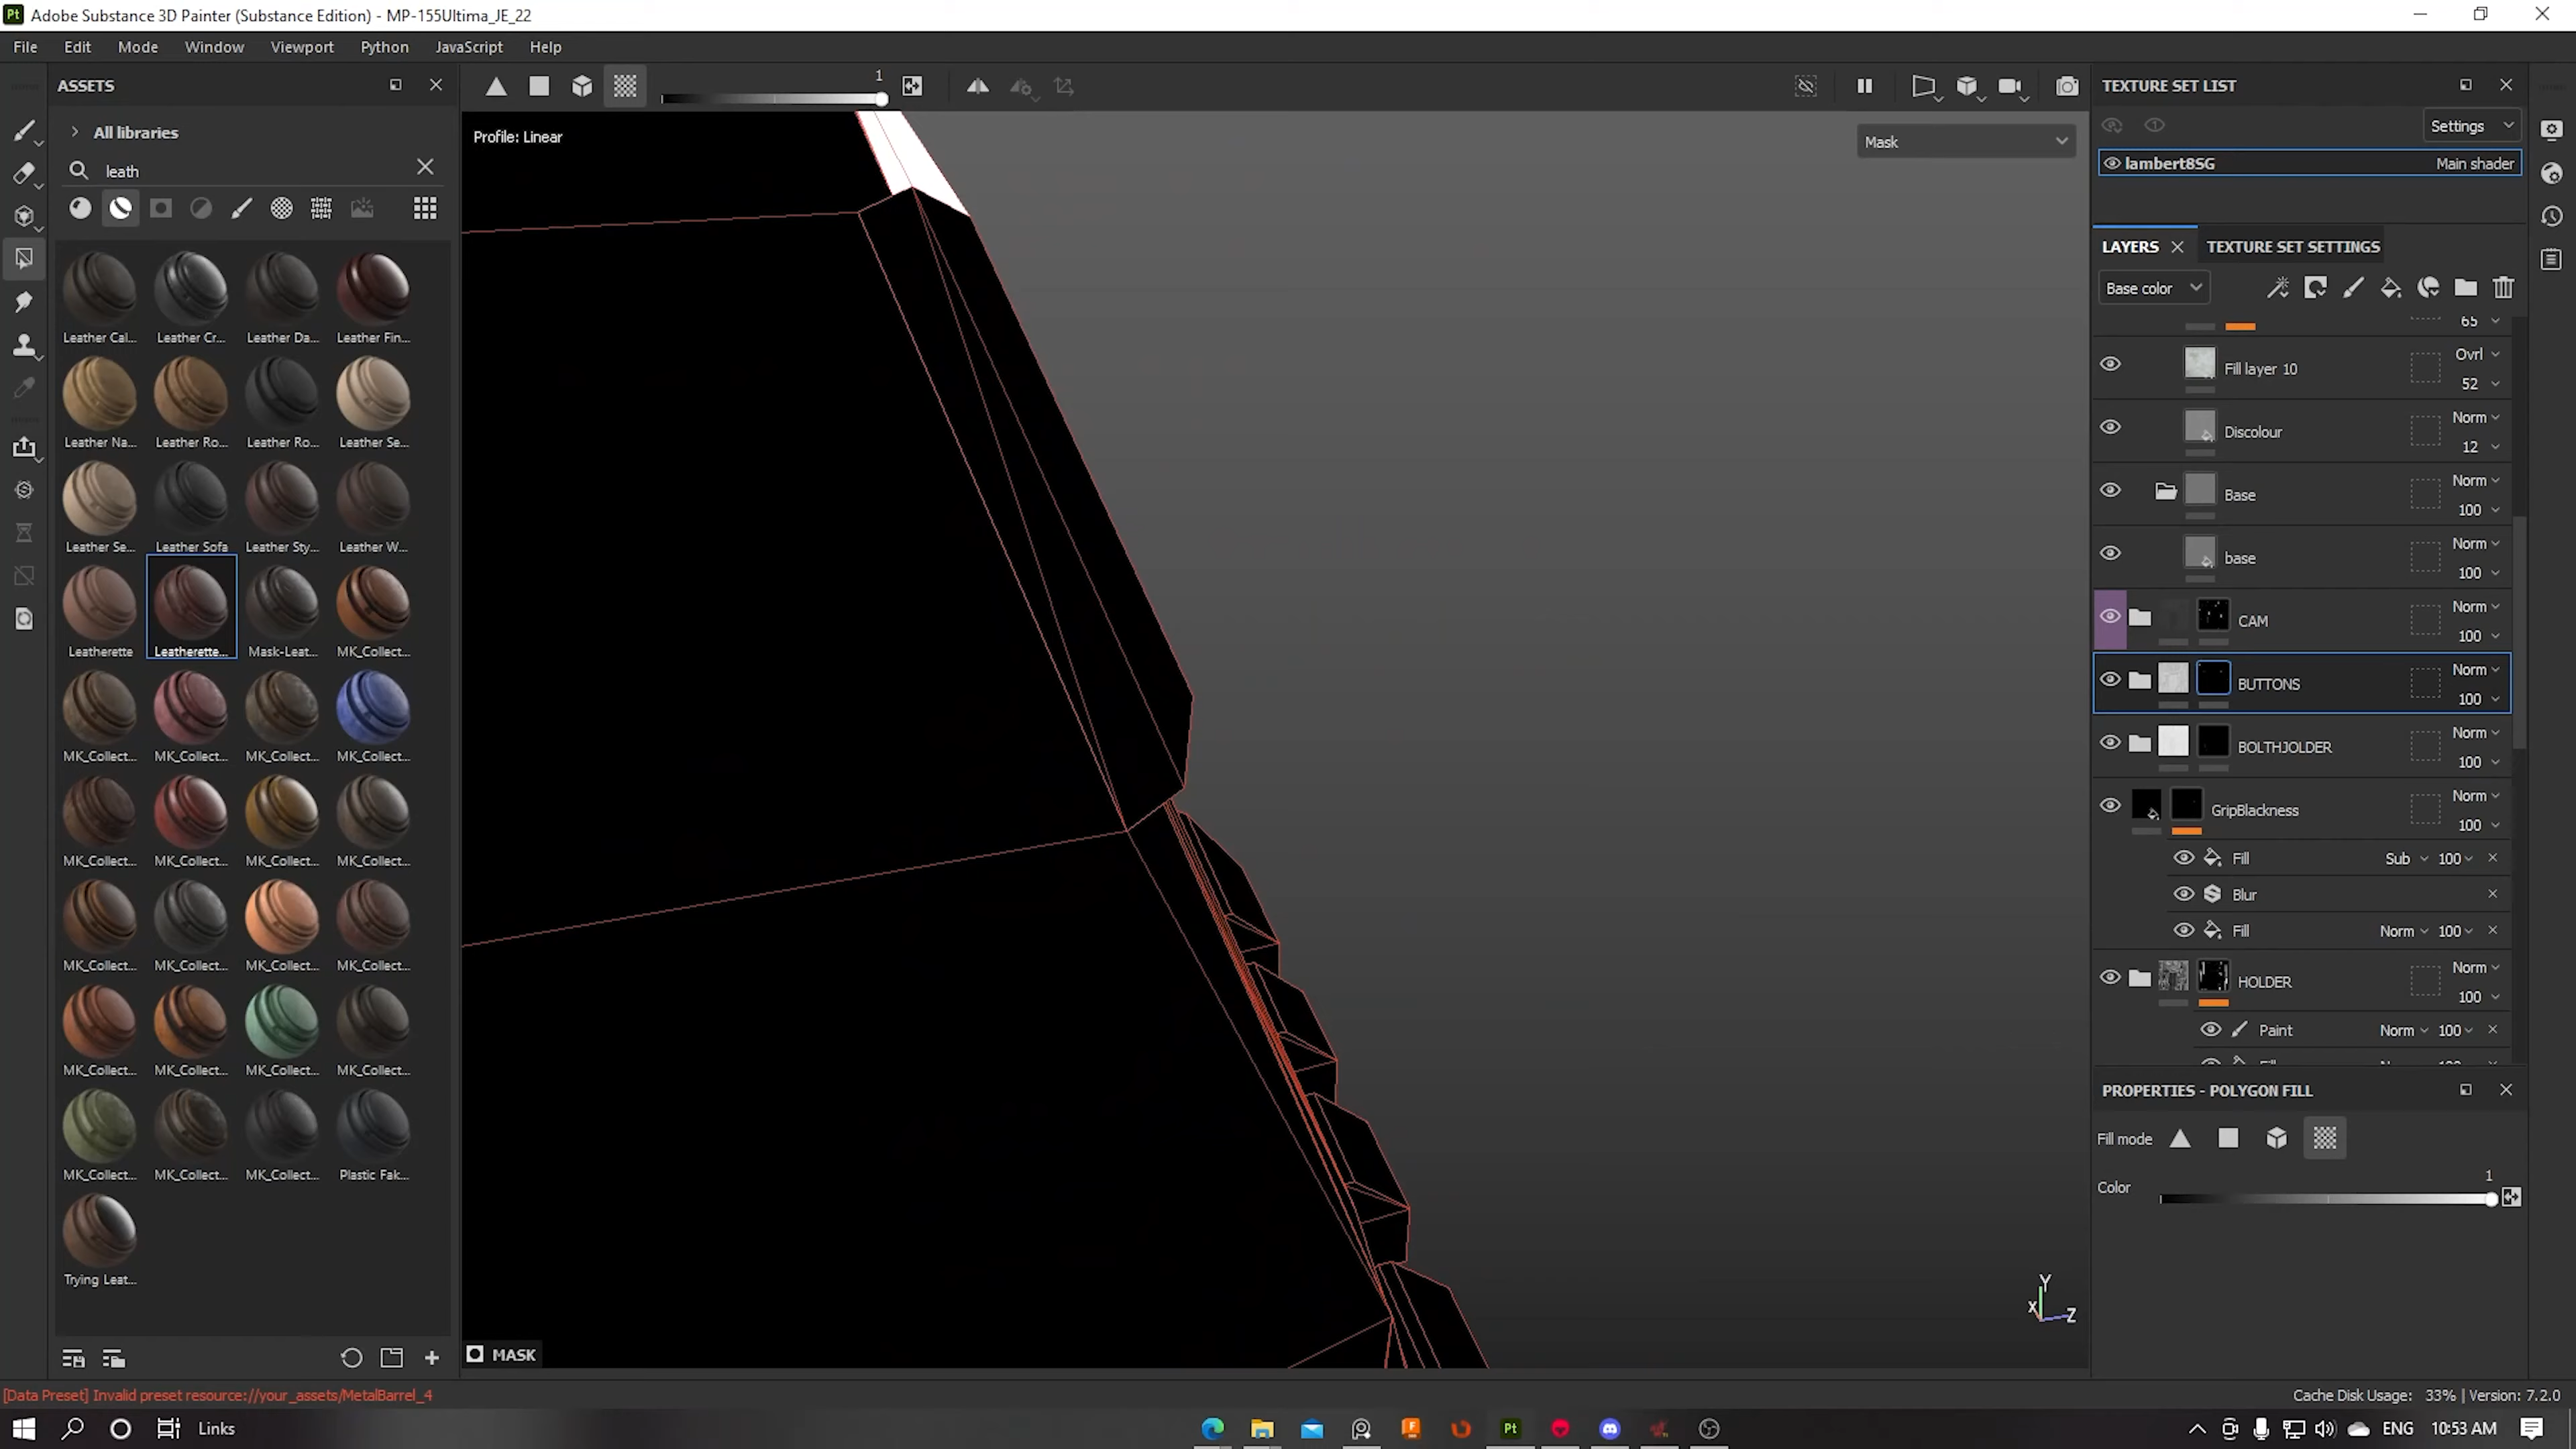 Adobe Substance 3D Painter (Substance Edition) - MP-155Ultima_JE_22
File Edit Mode Window Viewport Python JavaScript Help
ASSETS
All libraries
leath
Leather Cal... Leather Cr... Leather Da... Leather Fin...
Leather Na... Leather Ro... Leather Ro... Leather Se...
Leather Se... Leather Sofa Leather Sty... Leather W...
Leatherette Leatherette... Mask-Leat... MK_Collect...
MK_Collect... MK_Collect... MK_Collect... MK_Collect...
MK_Collect... MK_Collect... MK_Collect... MK_Collect...
MK_Collect... MK_Collect... MK_Collect... MK_Collect...
MK_Collect... MK_Collect... MK_Collect... MK_Collect...
MK_Collect... MK_Collect... MK_Collect... Plastic Fak...
Trying Leat...
1
Profile: Linear
Mask
Y
X
Z
MASK
TEXTURE SET LIST
Settings
lambert8SG Main shader
LAYERS TEXTURE SET SETTINGS
Base color
65
Fill layer 10 Ovrl
52
Discolour Norm
12
Base Norm
100
base Norm
100
CAM Norm
100
BUTTONS Norm
100
BOLTHJOLDER Norm
100
GripBlackness Norm
100
Fill Sub 100
Blur
Fill Norm 100
HOLDER Norm
100
Paint Norm 100
PROPERTIES - POLYGON FILL
Fill mode
Color 1
[Data Preset] Invalid preset resource://your_assets/MetalBarrel_4
Cache Disk Usage: 33% | Version: 7.2.0
Links
Pt
ENG 10:53 AM